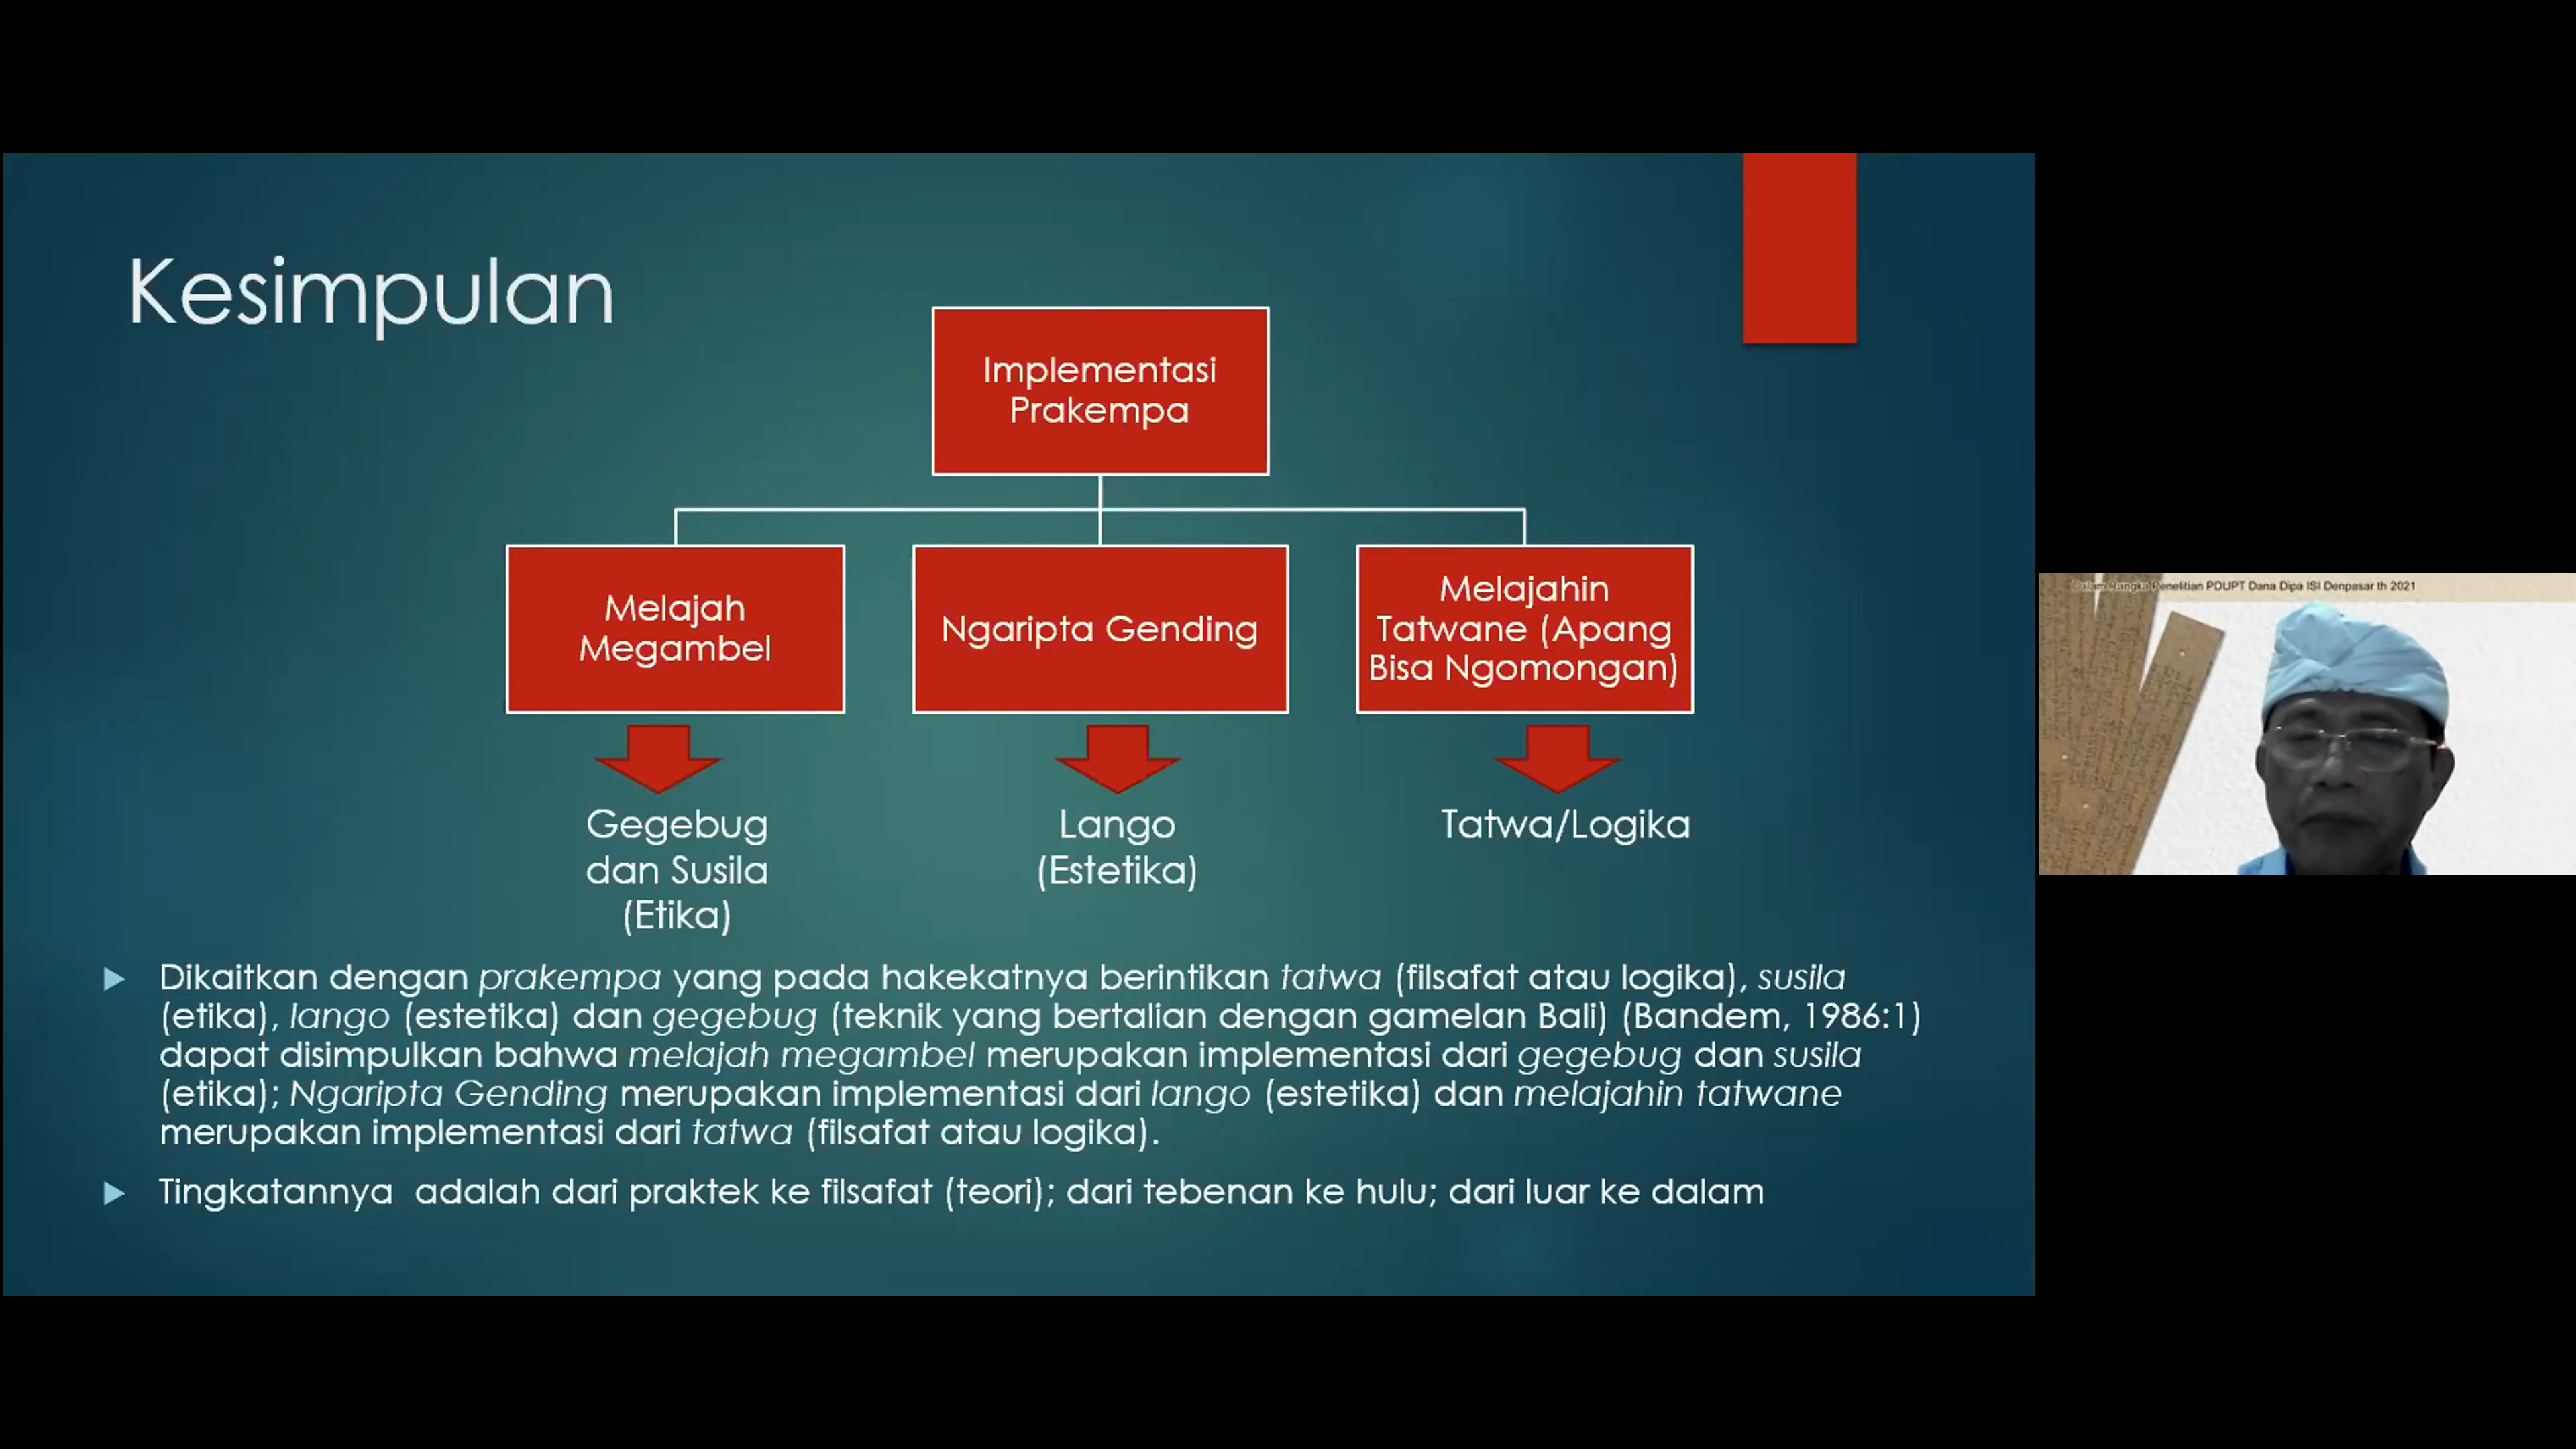 Kesimpulan
Implementasi
Prakempa
Melajah
Megambel
Ngaripta Gending
Melajahin
Tatwane (Apang
Bisa Ngomongan)
Gegebug
dan Susila
(Etika)
Lango
(Estetika)
Tatwa/Logika
Dikaitkan dengan prakempa yang pada hakekatnya berintikan tatwa (filsafat atau logika), susila
(etika), lango (estetika) dan gegebug (teknik yang bertalian dengan gamelan Bali) (Bandem, 1986:1)
dapat disimpulkan bahwa melajah megambel merupakan implementasi dari gegebug dan susila
(etika); Ngaripta Gending merupakan implementasi dari lango (estetika) dan melajahin tatwane
merupakan implementasi dari tatwa (filsafat atau logika).
Tingkatannya adalah dari praktek ke filsafat (teori); dari tebenan ke hulu; dari luar ke dalam
Dalam Rangka Penelitian PDUPT Dana Dipa ISI Denpasar th 2021